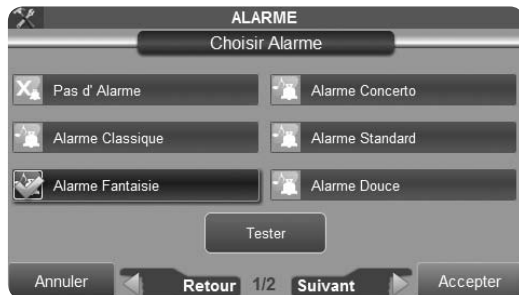 ALARME
Choisir Alarme
Pas d' Alarme
Alarme Concerto
Alarme Classique
Alarme Standard
Alarme Fantaisie
Alarme Douce
Tester
Annuler
Retour 1/2 Suivant
Accepter